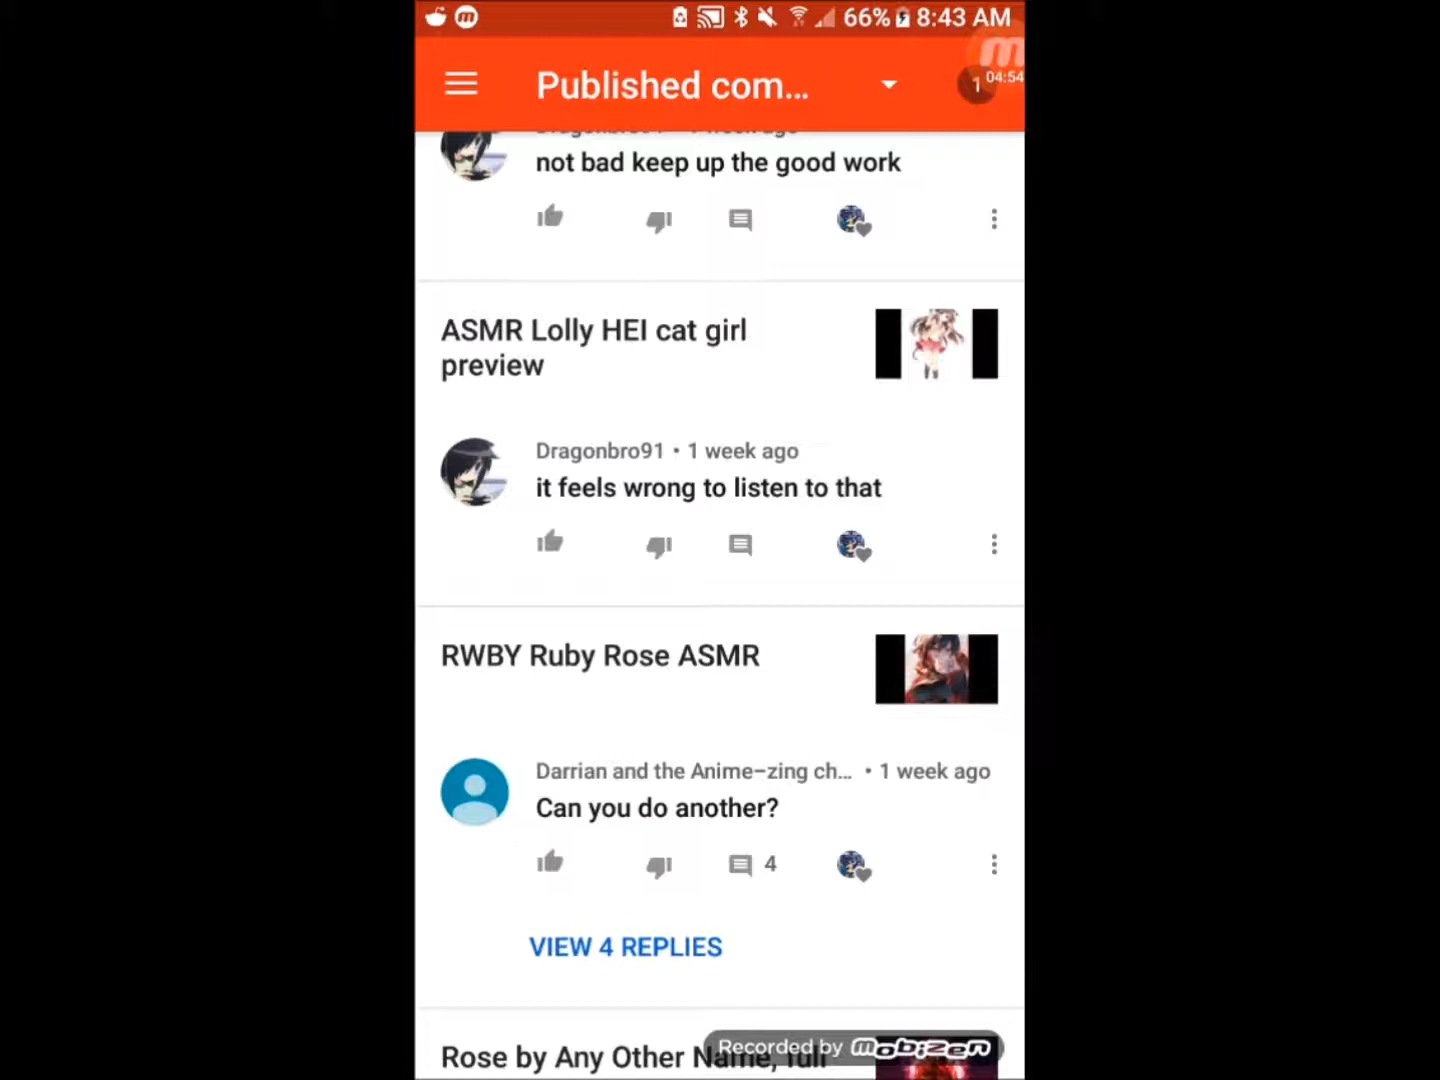 66% 8:43 AM
Published com...
1 04:54
not bad keep up the good work
ASMR Lolly HEI cat girl
preview
Dragonbro91 • 1 week ago
it feels wrong to listen to that
RWBY Ruby Rose ASMR
Darrian and the Anime-zing ch... • 1 week ago
Can you do another?
4
VIEW 4 REPLIES
Rose by Any Other Name, full
Recorded by mobizen